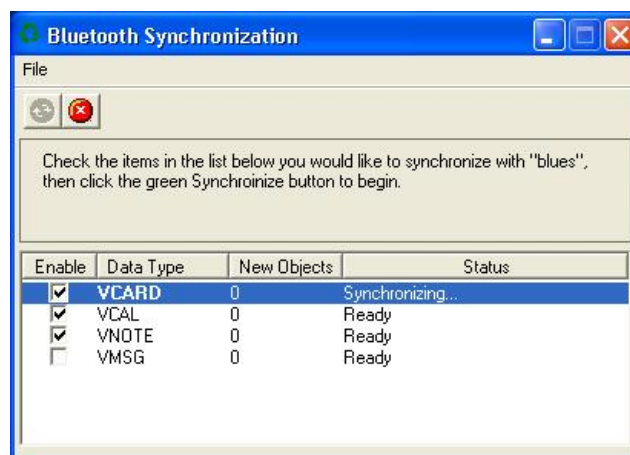 Bluetooth Synchronization
File
Check the items in the list below you would like to synchronize with "blues",
then click the green Synchroinize button to begin.
Enable Data Type New Objects Status
VCARD 0 Synchronizing...
VCAL 0 Ready
VNOTE 0 Ready
VMSG 0 Ready